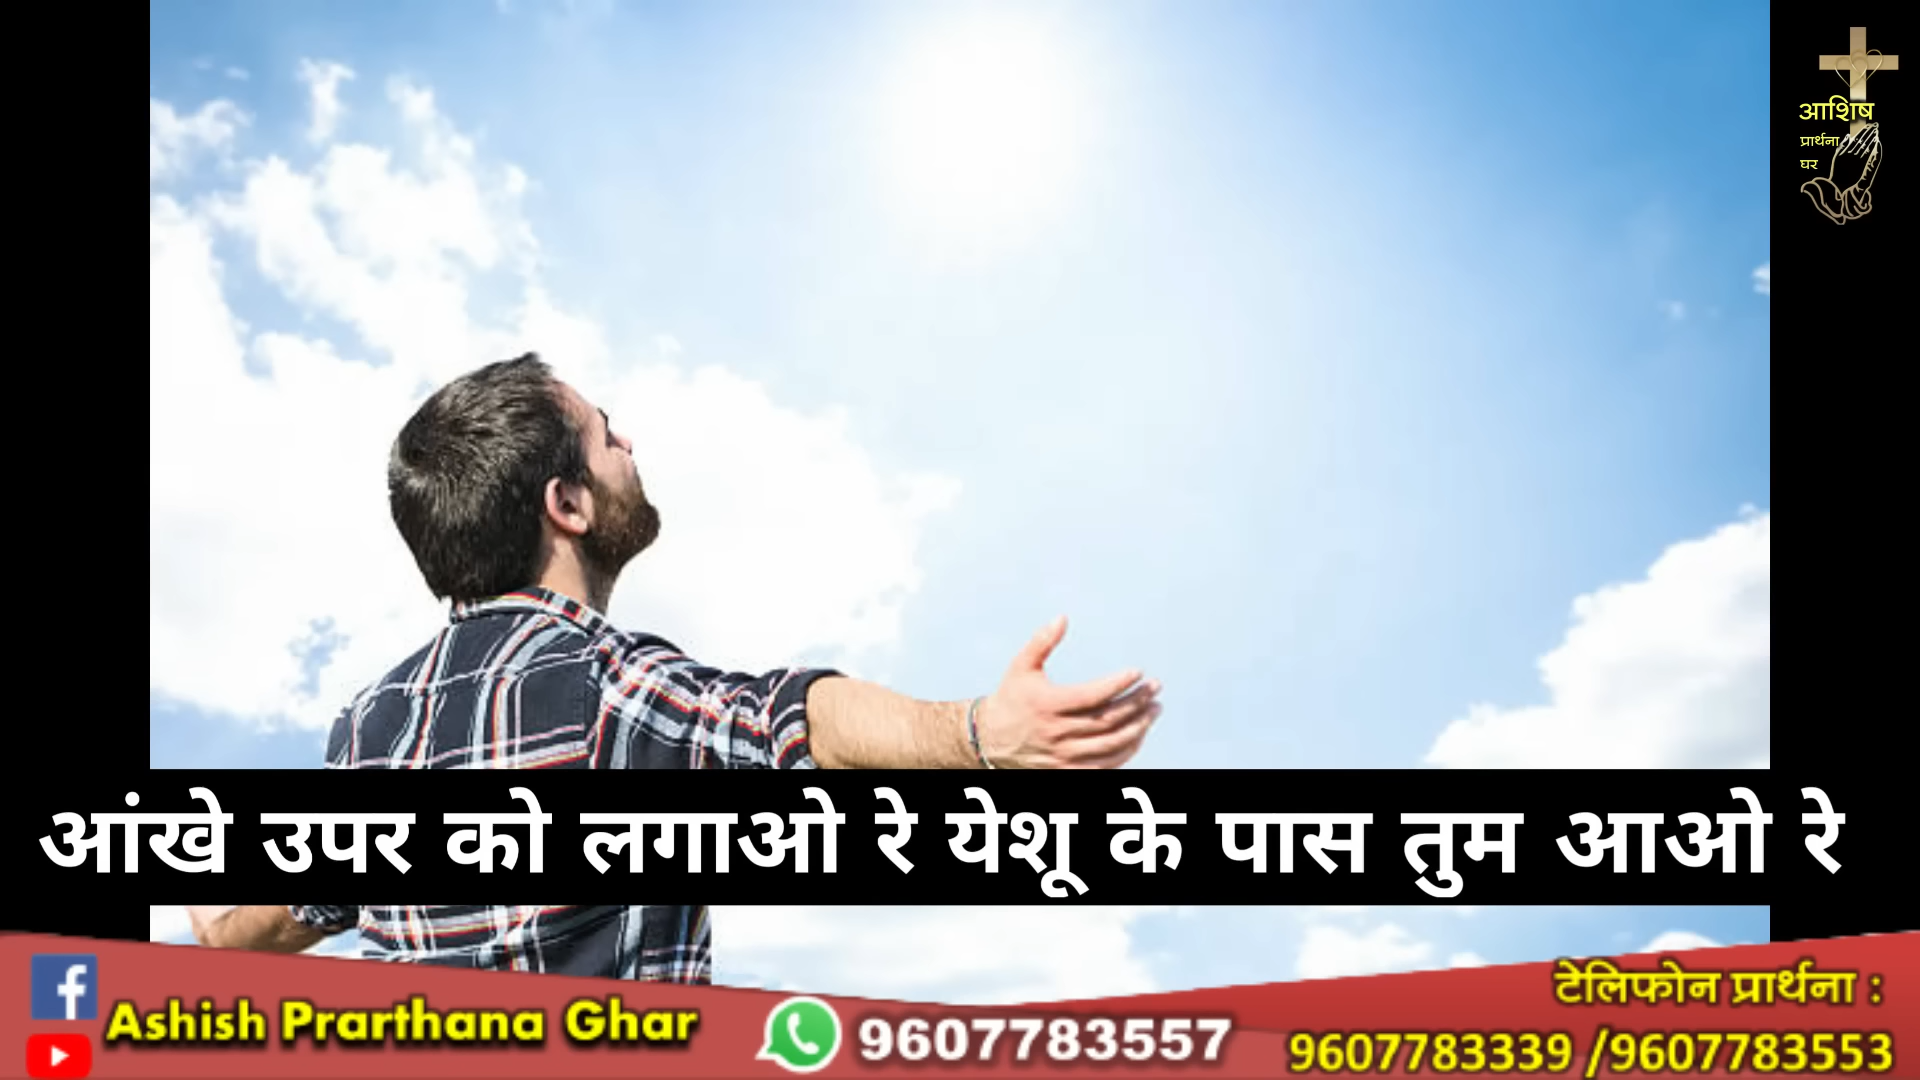 आशिष
प्रार्थना
घर
आंखे उपर को लगाओ रे येशू के पास तुम आओ रे
Ashish Prarthana Ghar
9607783557
टेलिफोन प्रार्थना :
9607783339 /9607783553